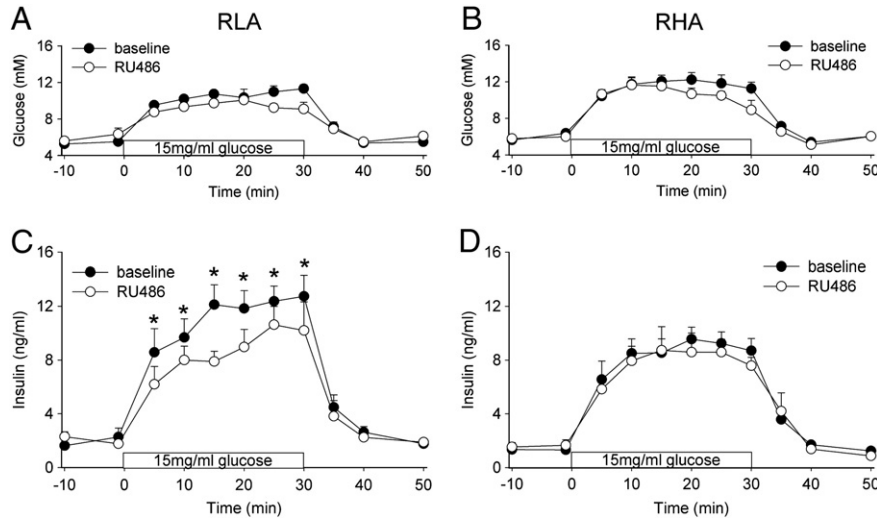 A RLA
baseline
RU486
Glcuose (mM)
16
12
8
4
15mg/ml glucose
-10 0 10 20 30 40 50
Time (min)
B RHA
baseline
RU486
Glcuose (mM)
16
12
8
4
15mg/ml glucose
-10 0 10 20 30 40 50
Time (min)
C
baseline
RU486
Insulin (ng/ml)
16
12
8
4
0
* * * * * *
15mg/ml glucose
-10 0 10 20 30 40 50
Time (min)
D
baseline
RU486
Insulin (ng/ml)
16
12
8
4
0
15mg/ml glucose
-10 0 10 20 30 40 50
Time (min)